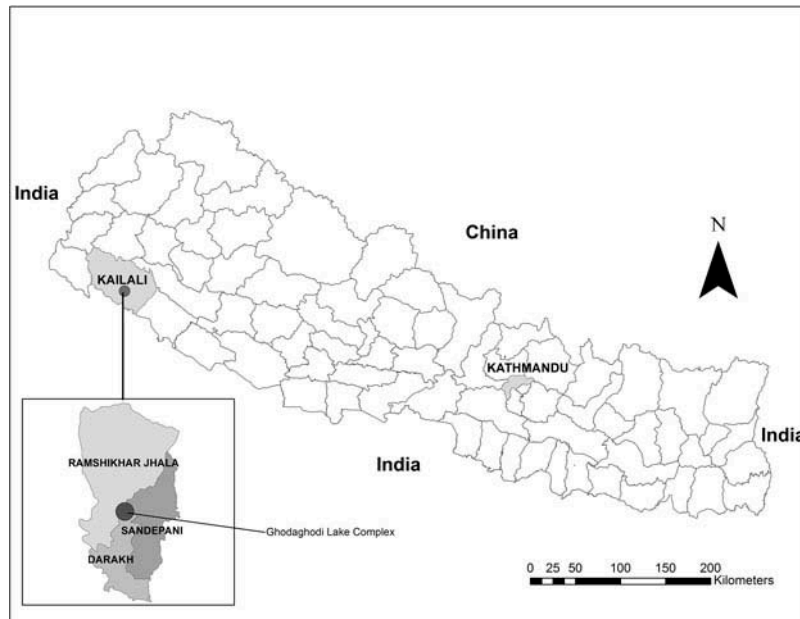 India
China
N
KAILALI
KATHMANDU
India
India
RAMSHIKHAR JHALA
Ghodaghodi Lake Complex
SANDEPANI
DARAKH
0 25 50 100 150 200
Kilometers